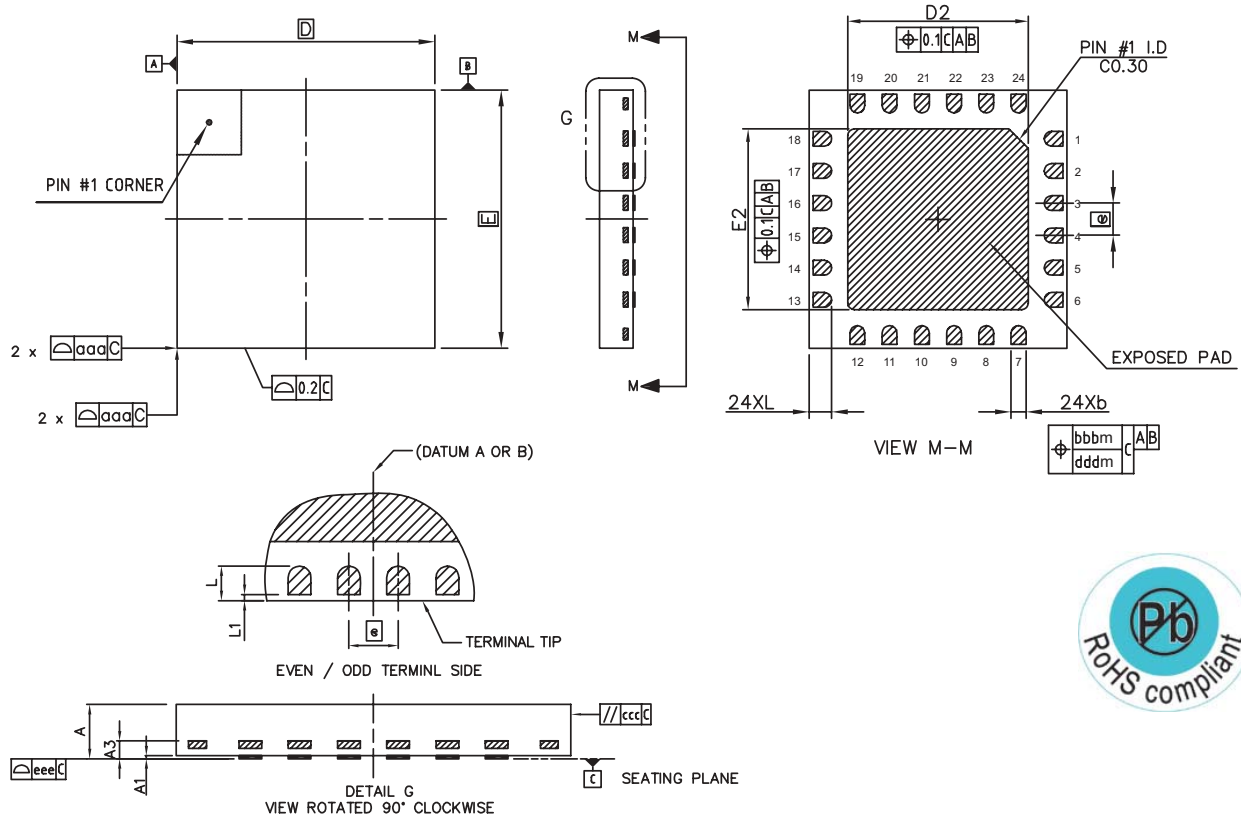 D
A
B
PIN #1 CORNER
E
2 x ⌓ aaa C
2 x ⌓ aaa C
⌓ 0.2 C
M
G
M
D2
⌖ 0.1 C A B
PIN #1 I.D
C0.30
19 20 21 22 23 24
18
17
16
15
14
13
1
2
3
4
5
6
E2
⌖ 0.1 C A B
e
12 11 10 9 8 7
EXPOSED PAD
24XL
24Xb
VIEW M-M
⌖ bbbm C A B
dddm
(DATUM A OR B)
L
L1
e
TERMINAL TIP
EVEN / ODD TERMINL SIDE
Pb
RoHS compliant
A
A3
A1
// ccc C
⌓ eee C
C SEATING PLANE
DETAIL G
VIEW ROTATED 90° CLOCKWISE